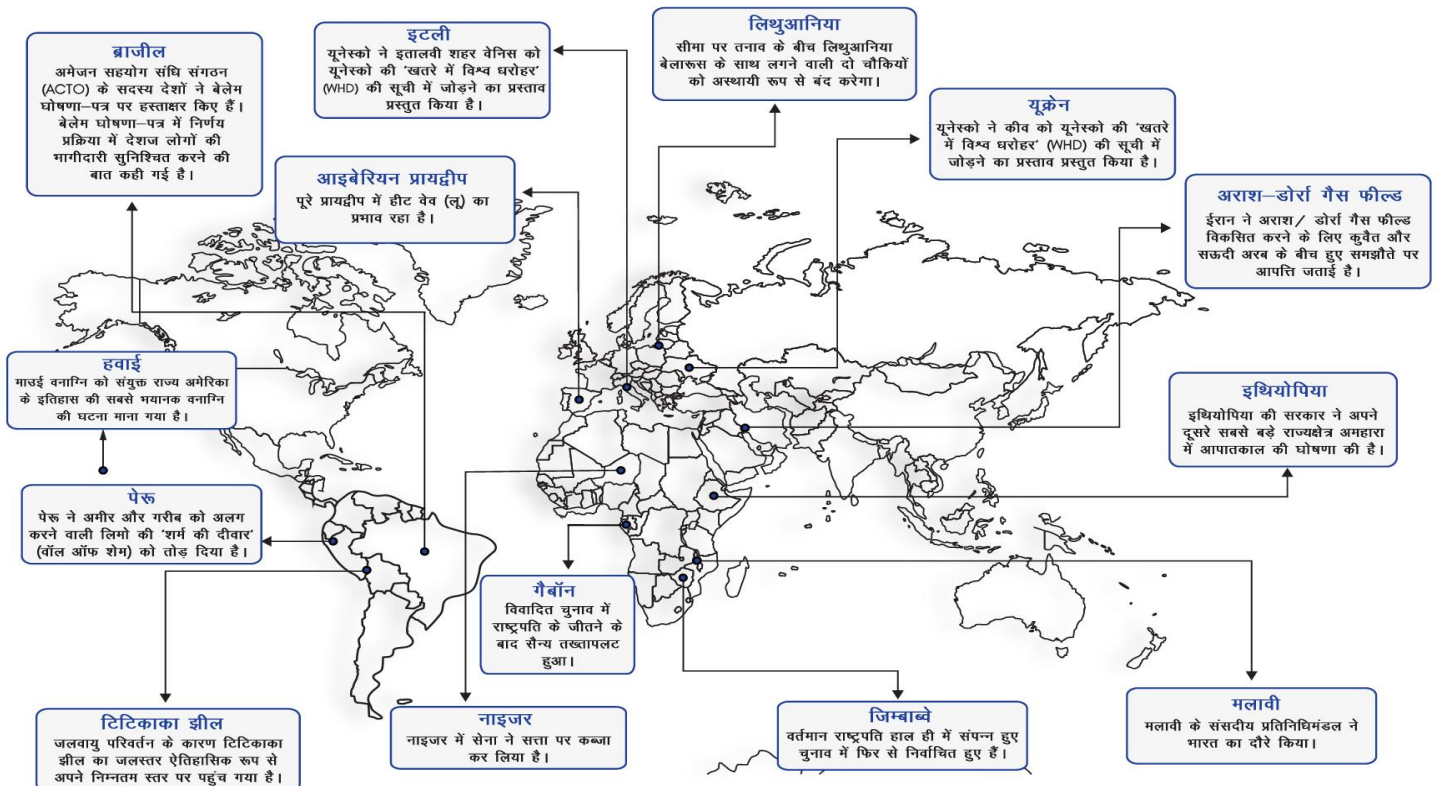 ब्राजील
अमेजन सहयोग संधि संगठन
(ACTO) के सदस्य देशों ने बेलेम
घोषणा–पत्र पर हस्ताक्षर किए हैं।
बेलेम घोषणा–पत्र में निर्णय
प्रक्रिया में देशज लोगों की
भागीदारी सुनिश्चित करने की
बात कही गई है।
इटली
यूनेस्को ने इतालवी शहर वेनिस को
यूनेस्को की 'खतरे में विश्व धरोहर'
(WHD) की सूची में जोड़ने का प्रस्ताव
प्रस्तुत किया है।
लिथुआनिया
सीमा पर तनाव के बीच लिथुआनिया
बेलारूस के साथ लगने वाली दो चौकियों
को अस्थायी रूप से बंद करेगा।
यूक्रेन
यूनेस्को ने कीव को यूनेस्को की 'खतरे
में विश्व धरोहर' (WHD) की सूची में
जोड़ने का प्रस्ताव प्रस्तुत किया है।
आइबेरियन प्रायद्वीप
पूरे प्रायद्वीप में हीट वेव (लू) का
प्रभाव रहा है।
अराश–डोर्रा गैस फील्ड
ईरान ने अराश/ डोर्रा गैस फील्ड
विकसित करने के लिए कुवैत और
सऊदी अरब के बीच हुए समझौते पर
आपत्ति जताई है।
हवाई
माउई वनाग्नि को संयुक्त राज्य अमेरिका
के इतिहास की सबसे भयानक वनाग्नि
की घटना माना गया है।
इथियोपिया
इथियोपिया की सरकार ने अपने
दूसरे सबसे बड़े राज्यक्षेत्र अमहारा
में आपातकाल की घोषणा की है।
पेरू
पेरू ने अमीर और गरीब को अलग
करने वाली लिमो की 'शर्म की दीवार'
(वॉल ऑफ शेम) को तोड़ दिया है।
गैबॉन
विवादित चुनाव में
राष्ट्रपति के जीतने के
बाद सैन्य तख्तापलट
हुआ।
टिटिकाका झील
जलवायु परिवर्तन के कारण टिटिकाका
झील का जलस्तर ऐतिहासिक रूप से
अपने निम्नतम स्तर पर पहुंच गया है।
नाइजर
नाइजर में सेना ने सत्ता पर कब्जा
कर लिया है।
जिम्बाब्वे
वर्तमान राष्ट्रपति हाल ही में संपन्न हुए
चुनाव में फिर से निर्वाचित हुए हैं।
मलावी
मलावी के संसदीय प्रतिनिधिमंडल ने
भारत का दौरे किया।